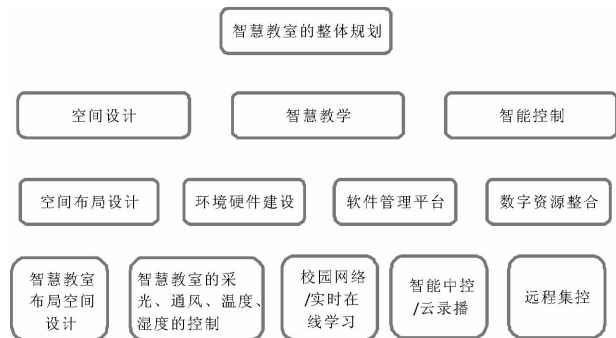 智慧教室的整体规划
空间设计
智慧教学
智能控制
空间布局设计
环境硬件建设
软件管理平台
数字资源整合
智慧教室
布局空间
设计
智慧教室的采
光、通风、温度、
湿度的控制
校园网络
/实时在
线学习
智能中控
/云录播
远程集控